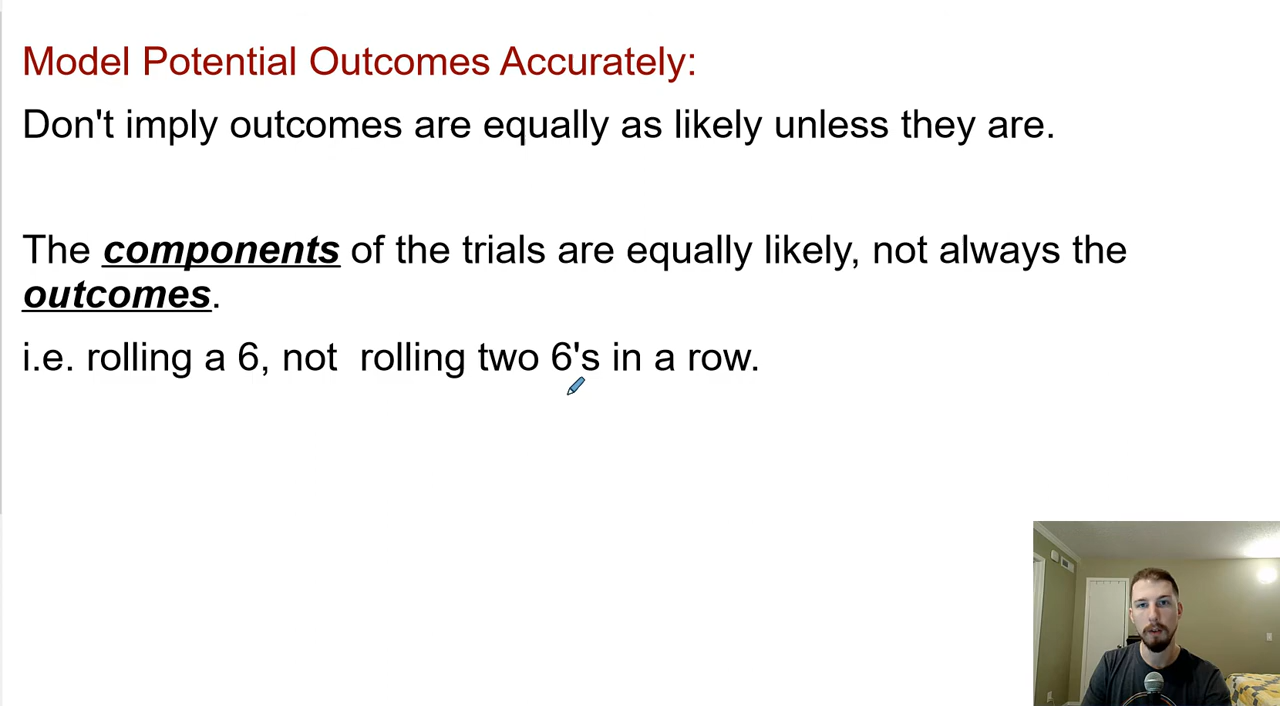 Model Potential Outcomes Accurately:
Don't imply outcomes are equally as likely unless they are.
The components of the trials are equally likely, not always the
outcomes.
i.e. rolling a 6, not  rolling two 6's in a row.